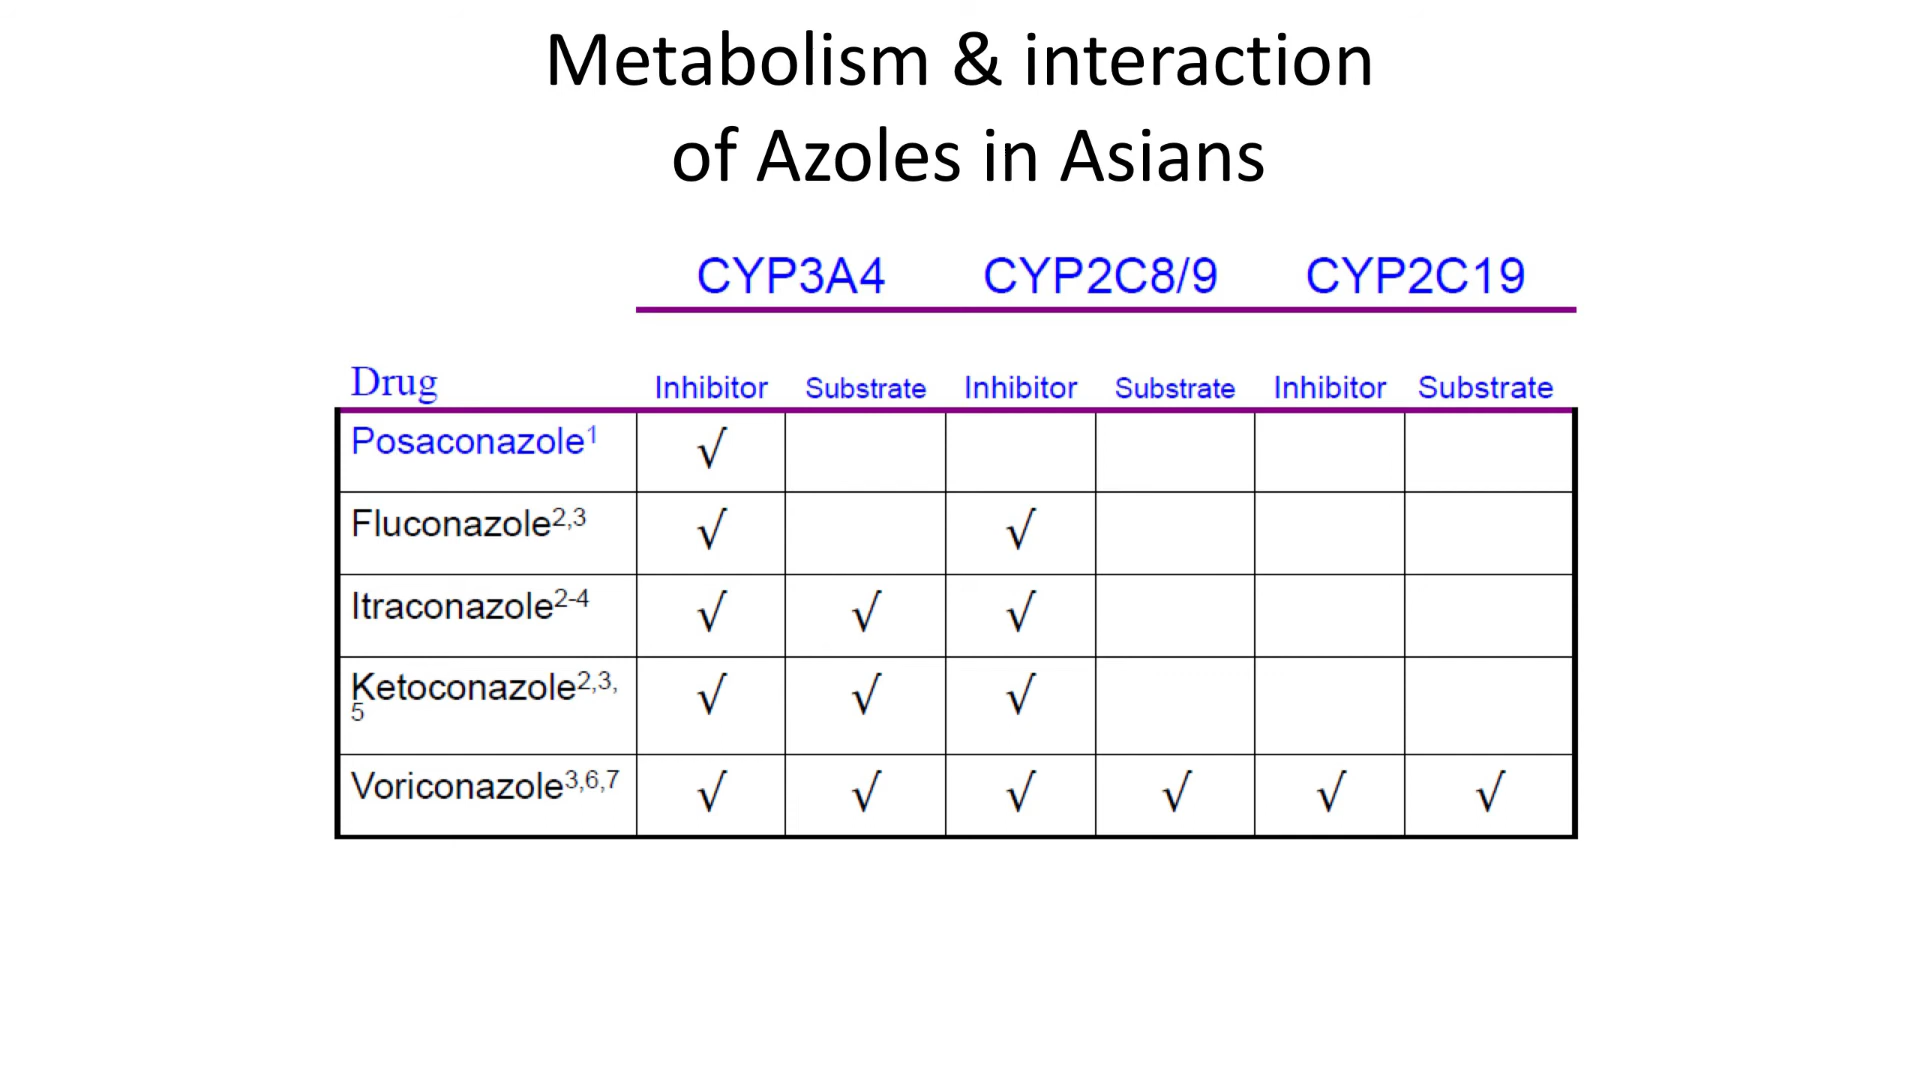 Metabolism & interaction
of Azoles in Asians
CYP3A4 CYP2C8/9 CYP2C19
Drug Inhibitor Substrate Inhibitor Substrate Inhibitor Substrate
Posaconazole1 √
Fluconazole2,3 √ √
Itraconazole2-4 √ √ √
Ketoconazole2,3, √ √ √
5
Voriconazole3,6,7 √ √ √ √ √ √